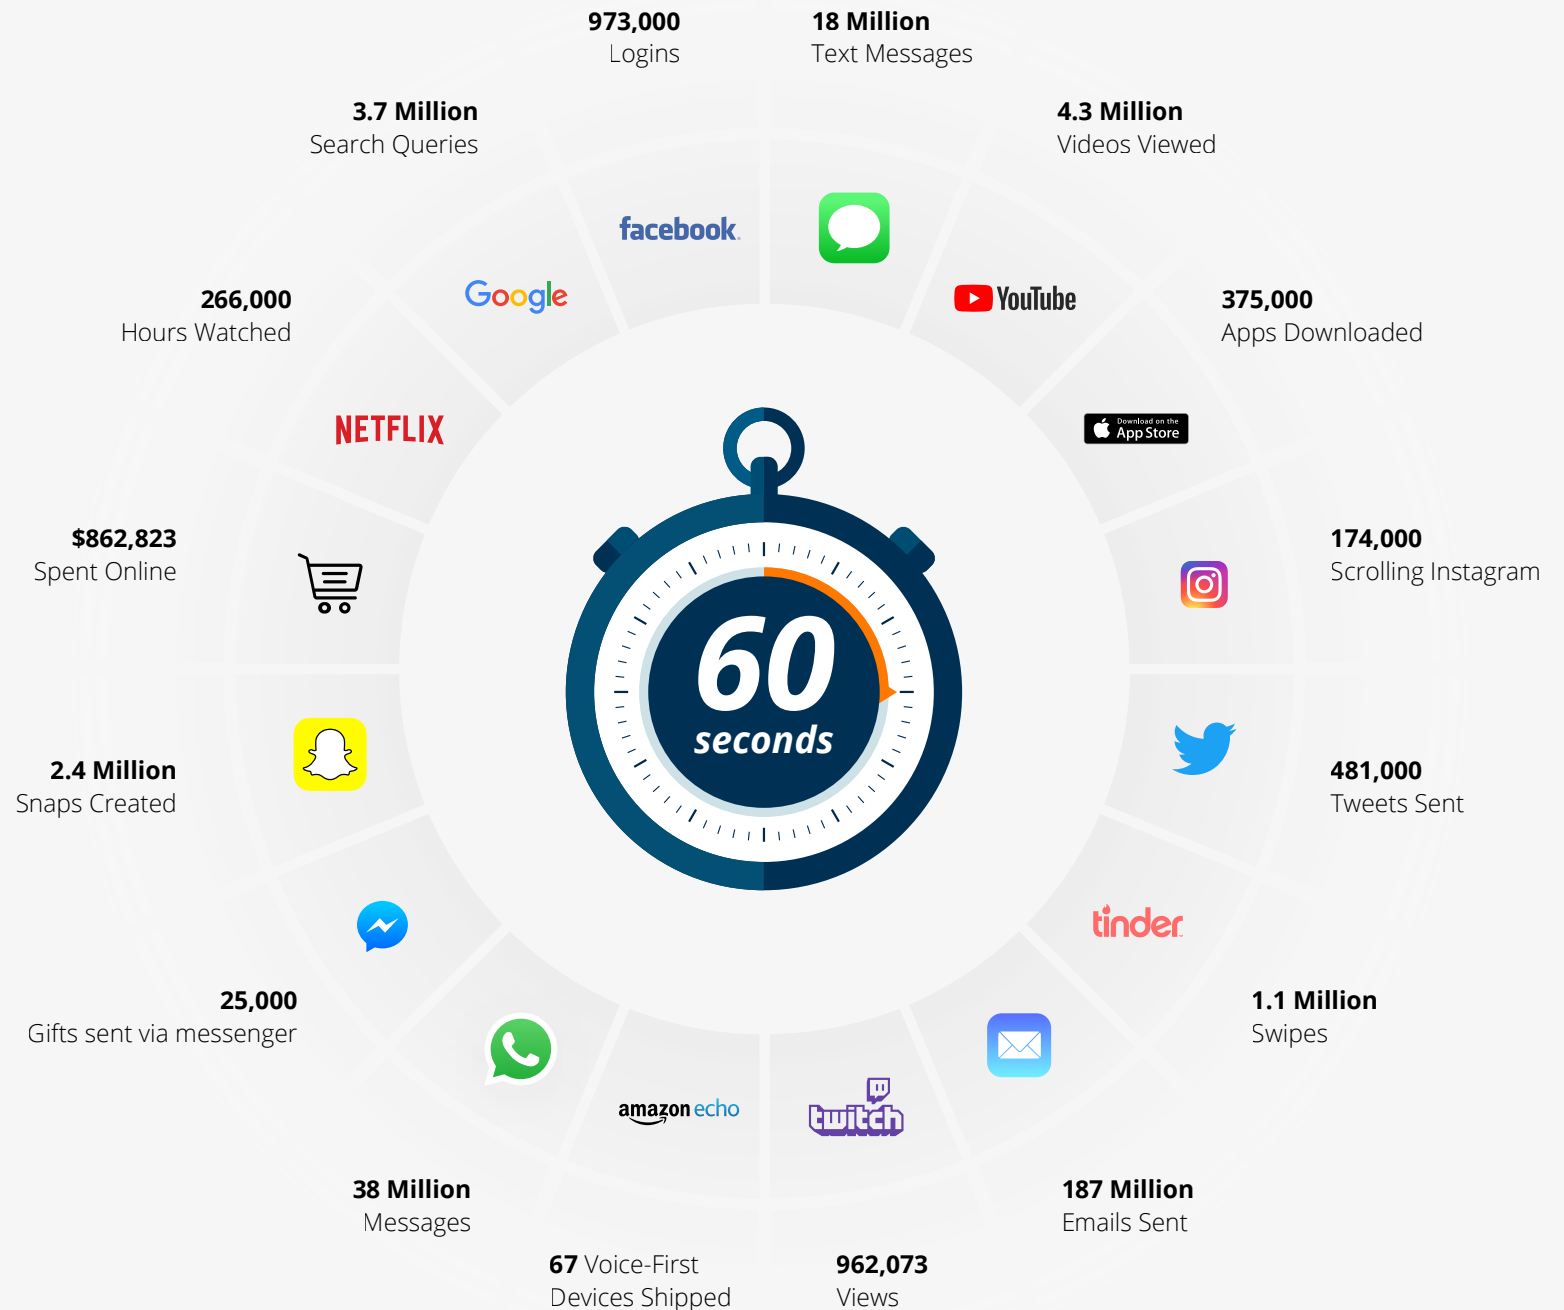 973,000
Logins
18 Million
Text Messages
3.7 Million
Search Queries
4.3 Million
Videos Viewed
facebook
Google
YouTube
266,000
Hours Watched
375,000
Apps Downloaded
NETFLIX
Download on the
App Store
$862,823
Spent Online
174,000
Scrolling Instagram
60
seconds
2.4 Million
Snaps Created
481,000
Tweets Sent
tinder
25,000
Gifts sent via messenger
1.1 Million
Swipes
amazon echo
twitch
38 Million
Messages
187 Million
Emails Sent
67 Voice-First
Devices Shipped
962,073
Views